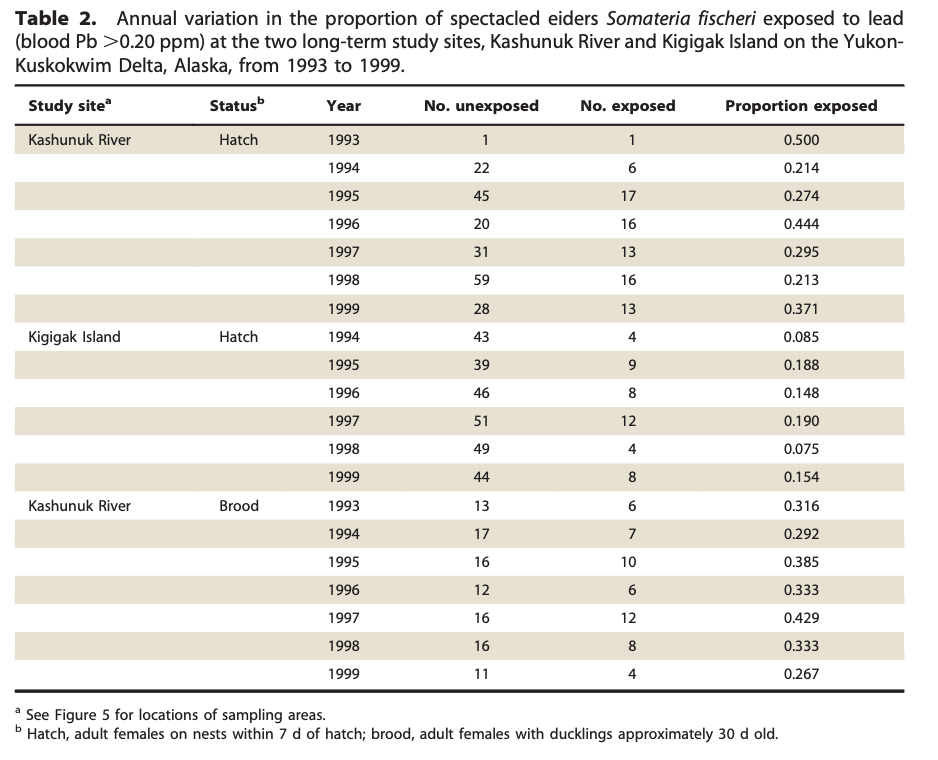 Table 2. Annual variation in the proportion of spectacled eiders Somateria fischeri exposed to lead
(blood Pb >0.20 ppm) at the two long-term study sites, Kashunuk River and Kigigak Island on the Yukon-
Kuskokwim Delta, Alaska, from 1993 to 1999.
Study siteᵃ Statusᵇ Year No. unexposed No. exposed Proportion exposed
Kashunuk River Hatch 1993 1 1 0.500
1994 22 6 0.214
1995 45 17 0.274
1996 20 16 0.444
1997 31 13 0.295
1998 59 16 0.213
1999 28 13 0.371
Kigigak Island Hatch 1994 43 4 0.085
1995 39 9 0.188
1996 46 8 0.148
1997 51 12 0.190
1998 49 4 0.075
1999 44 8 0.154
Kashunuk River Brood 1993 13 6 0.316
1994 17 7 0.292
1995 16 10 0.385
1996 12 6 0.333
1997 16 12 0.429
1998 16 8 0.333
1999 11 4 0.267
ᵃ See Figure 5 for locations of sampling areas.
ᵇ Hatch, adult females on nests within 7 d of hatch; brood, adult females with ducklings approximately 30 d old.